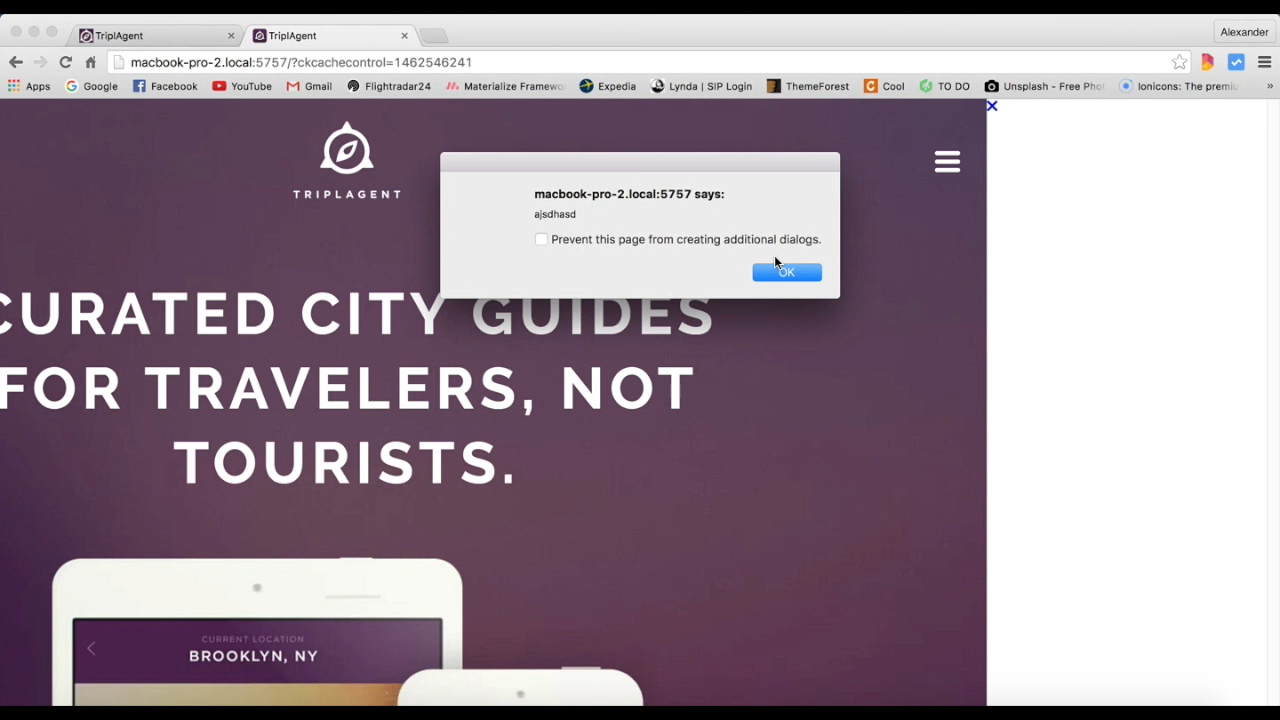 TriplAgent
TriplAgent
Alexander
macbook-pro-2.local:5757/?ckcachecontrol=1462546241
Apps Google Facebook YouTube Gmail Flightradar24 Materialize Framewo Expedia Lynda | SIP Login ThemeForest Cool TO DO Unsplash - Free Pho Ionicons: The premiu »
TRIPLAGENT
macbook-pro-2.local:5757 says:
ajsdhasd
Prevent this page from creating additional dialogs.
OK
CURATED CITY GUIDES
FOR TRAVELERS, NOT
TOURISTS.
CURRENT LOCATION
BROOKLYN, NY